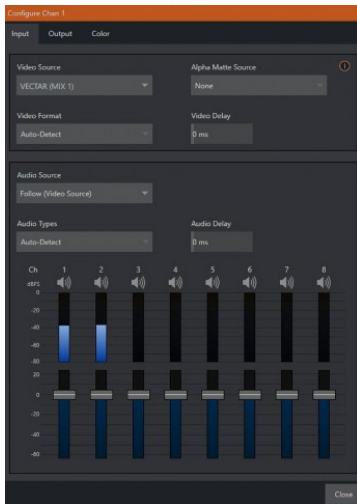 Configure Chan 1
Input Output Color
Video Source Alpha Matte Source
VECTAR (MIX 1) None
Video Format Video Delay
Auto-Detect 0 ms
Audio Source
Follow (Video Source)
Audio Types Audio Delay
Auto-Detect 0 ms
Ch 1 2 3 4 5 6 7 8
dBFS
0
-20
-40
-60
-80
20
0
-20
-40
-60
Close